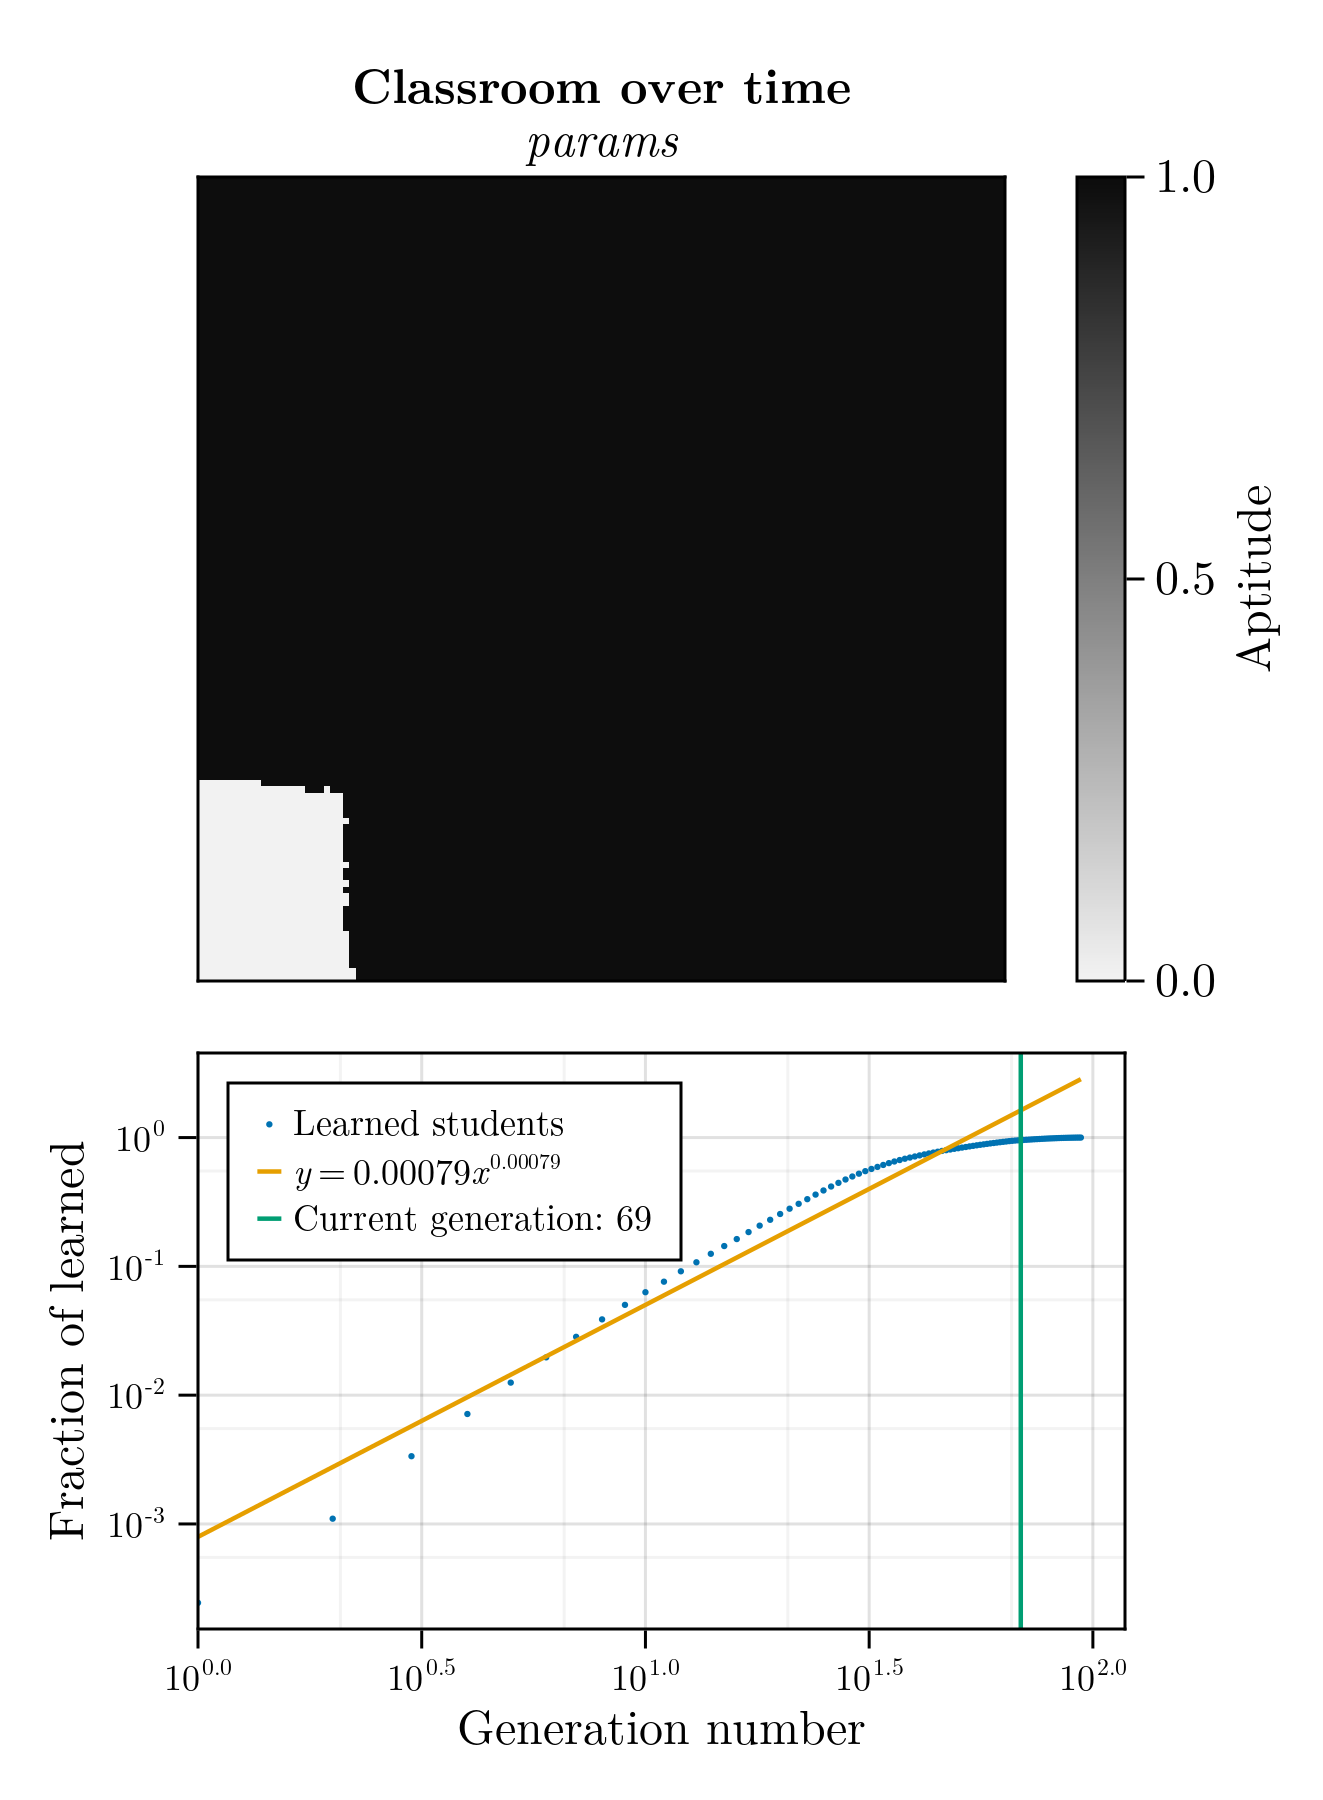 Classroom over time
params
1.0
0.5
0.0
Aptitude
Learned students
y = 0.00079x^0.00079
Current generation: 69
10^0
10^-1
10^-2
10^-3
Fraction of learned
10^0.0 10^0.5 10^1.0 10^1.5 10^2.0
Generation number